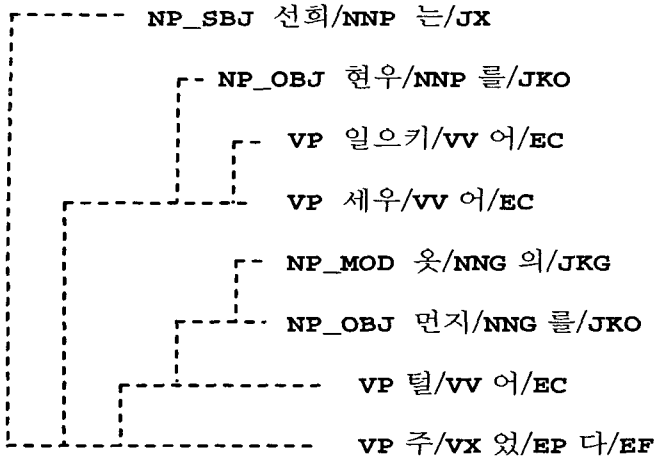 NP_SBJ 선희/NNP 는/JX
NP_OBJ 현우/NNP 를/JKO
VP 일으키/VV 어/EC
VP 세우/VV 어/EC
NP_MOD 옷/NNG 의/JKG
NP_OBJ 먼지/NNG 를/JKO
VP 털/VV 어/EC
VP 주/VX 었/EP 다/EF